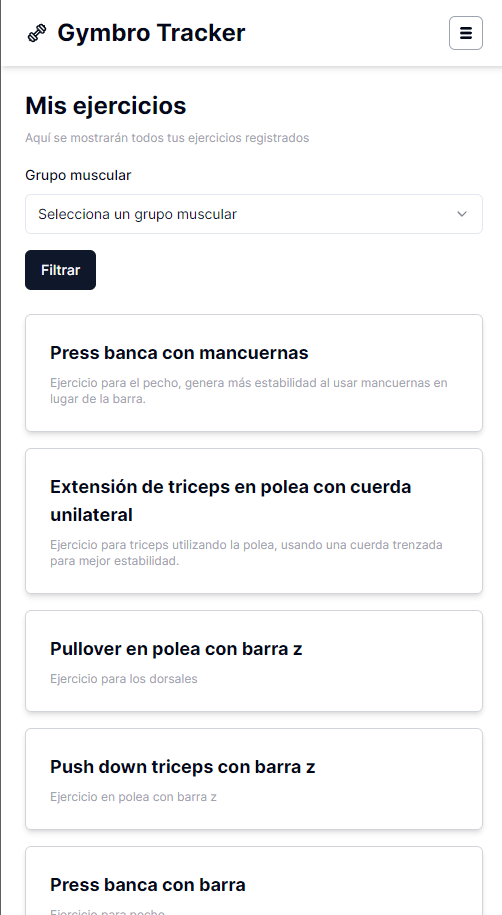 Gymbro Tracker
Mis ejercicios
Aquí se mostrarán todos tus ejercicios registrados
Grupo muscular
Selecciona un grupo muscular
Filtrar
Press banca con mancuernas
Ejercicio para el pecho, genera más estabilidad al usar mancuernas en
lugar de la barra.
Extensión de triceps en polea con cuerda
unilateral
Ejercicio para triceps utilizando la polea, usando una cuerda trenzada
para mejor estabilidad.
Pullover en polea con barra z
Ejercicio para los dorsales
Push down triceps con barra z
Ejercicio en polea con barra z
Press banca con barra
Ejercicio para pecho